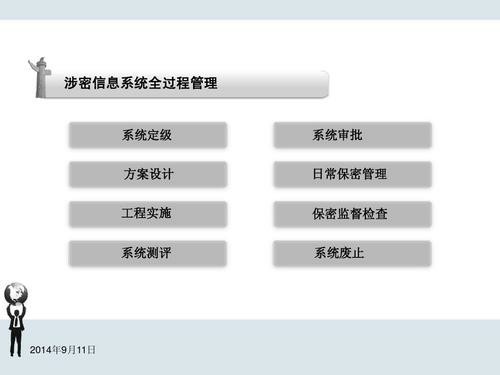 涉密信息系统全过程管理
系统定级
系统审批
方案设计
日常保密管理
工程实施
保密监督检查
系统测评
系统废止
2014年9月11日